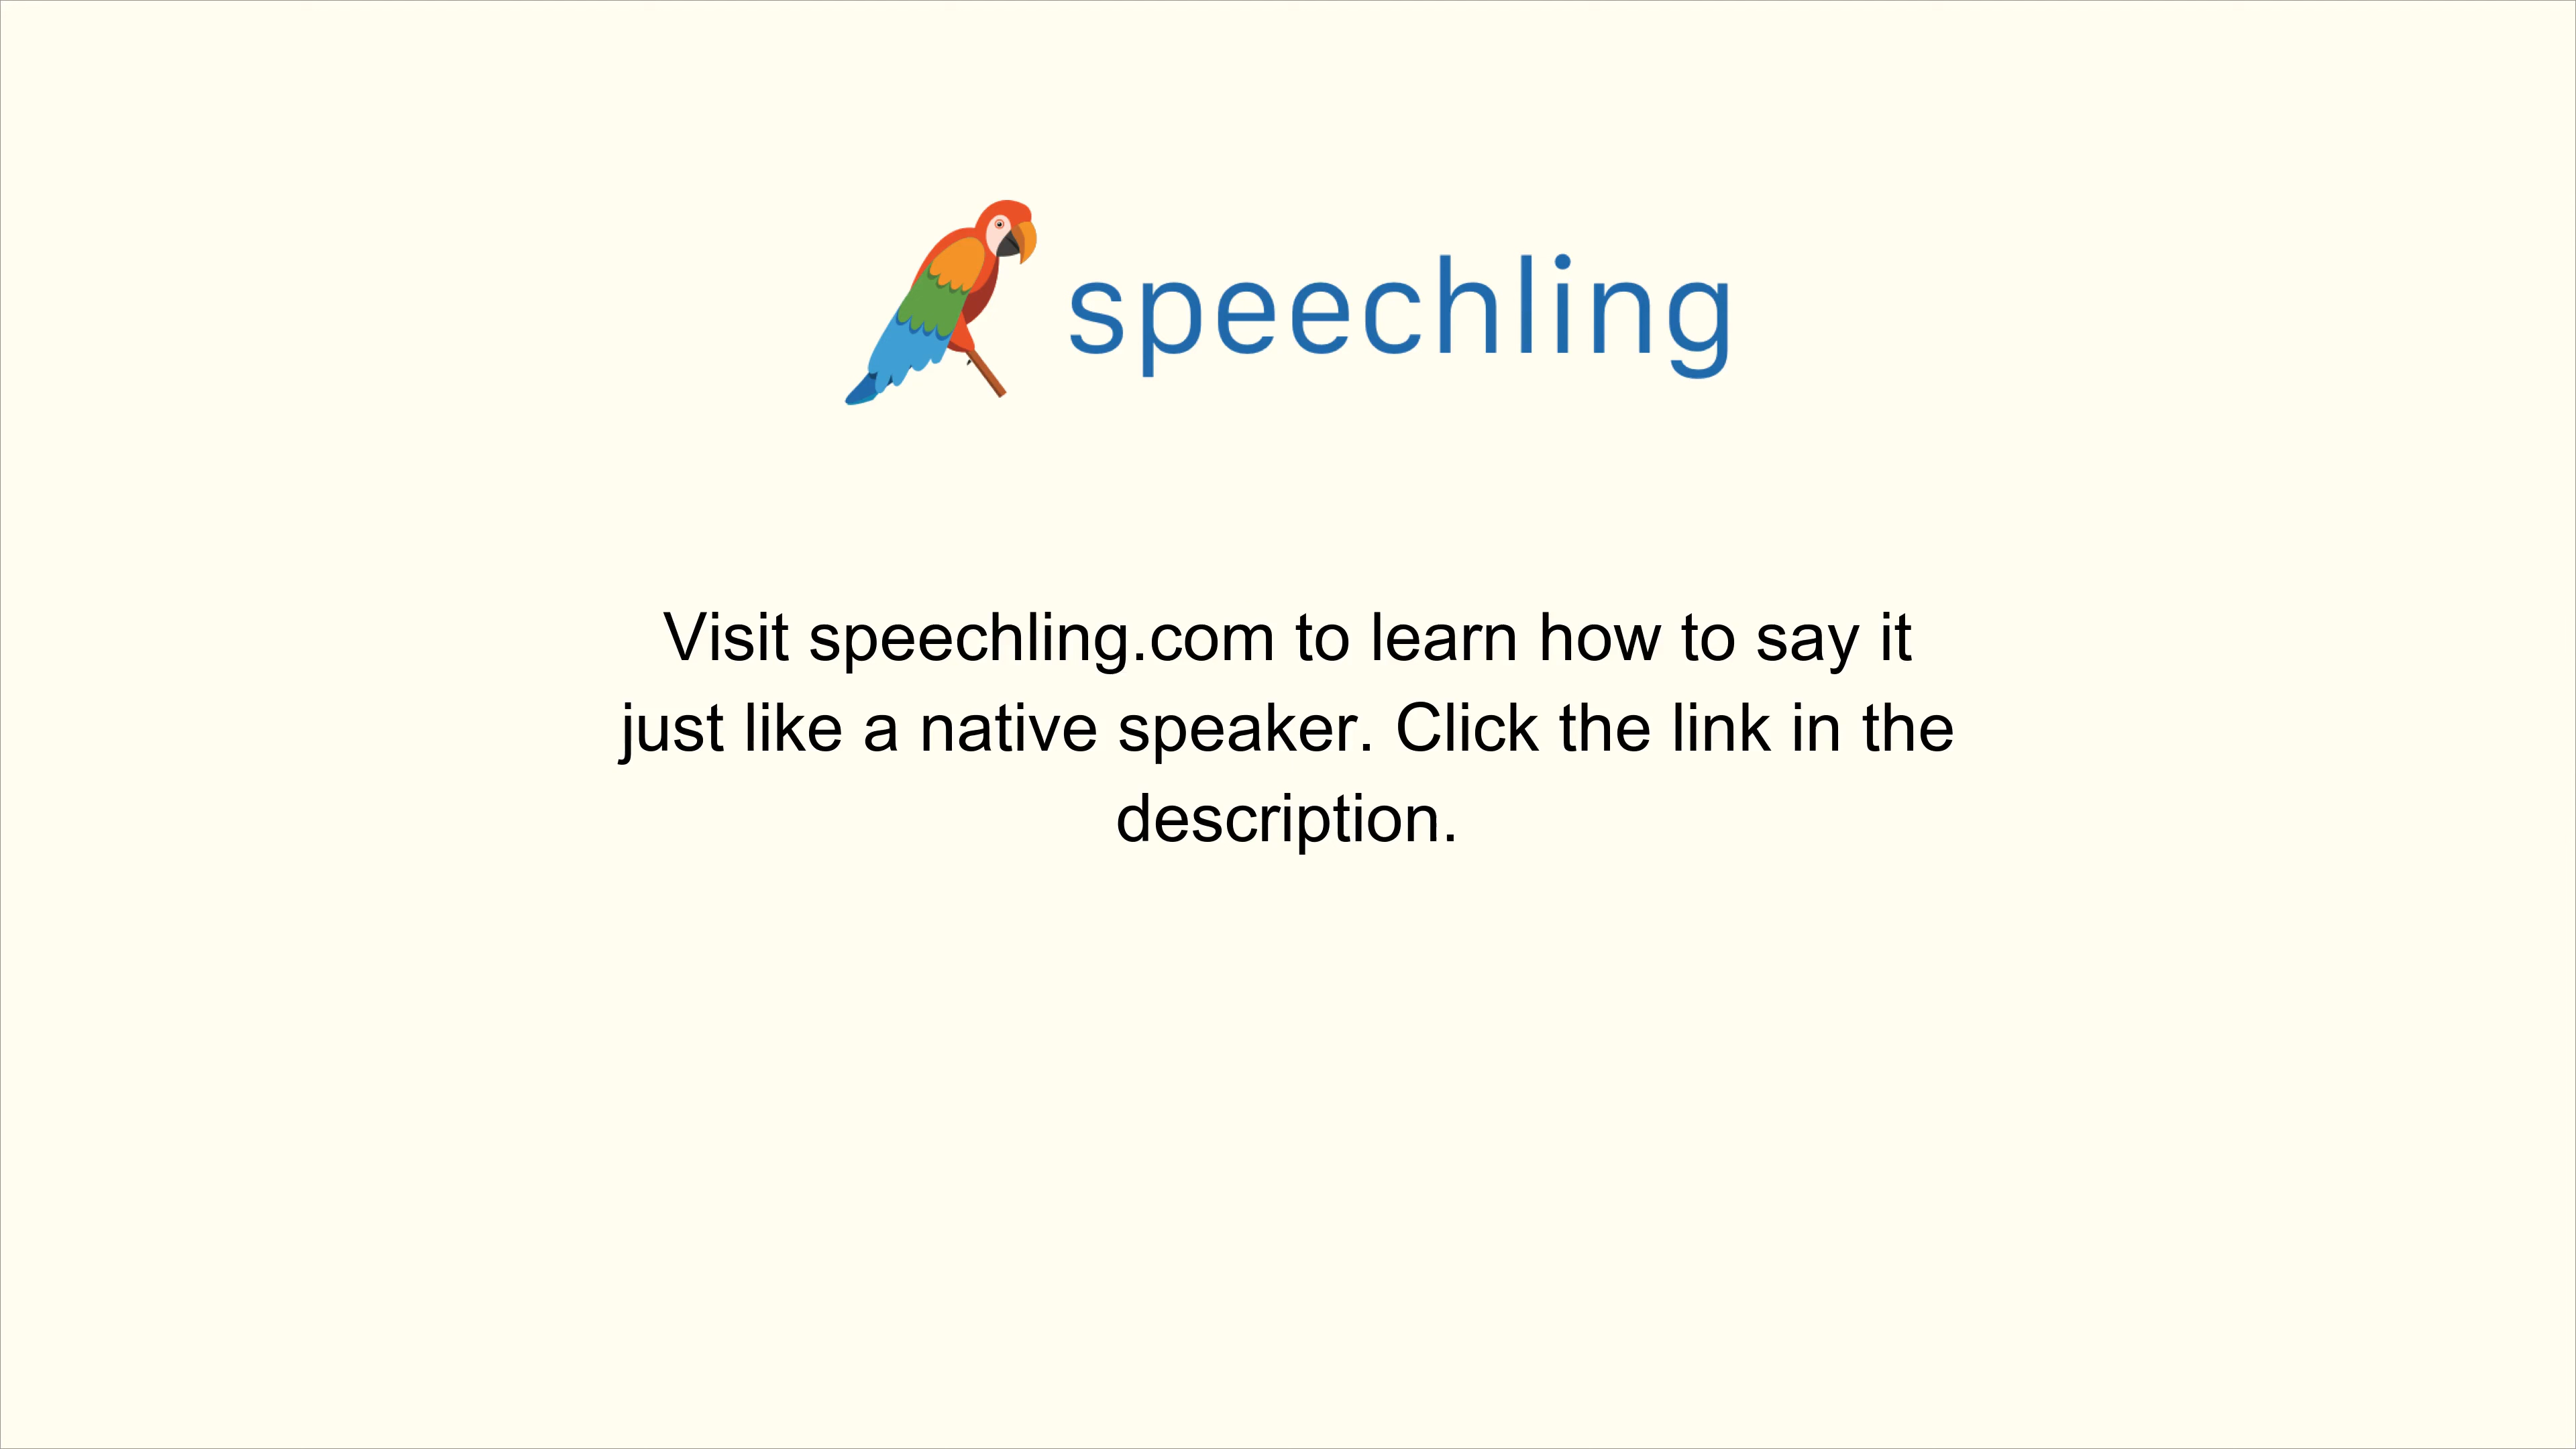 speechling
Visit speechling.com to learn how to say it
just like a native speaker. Click the link in the
description.